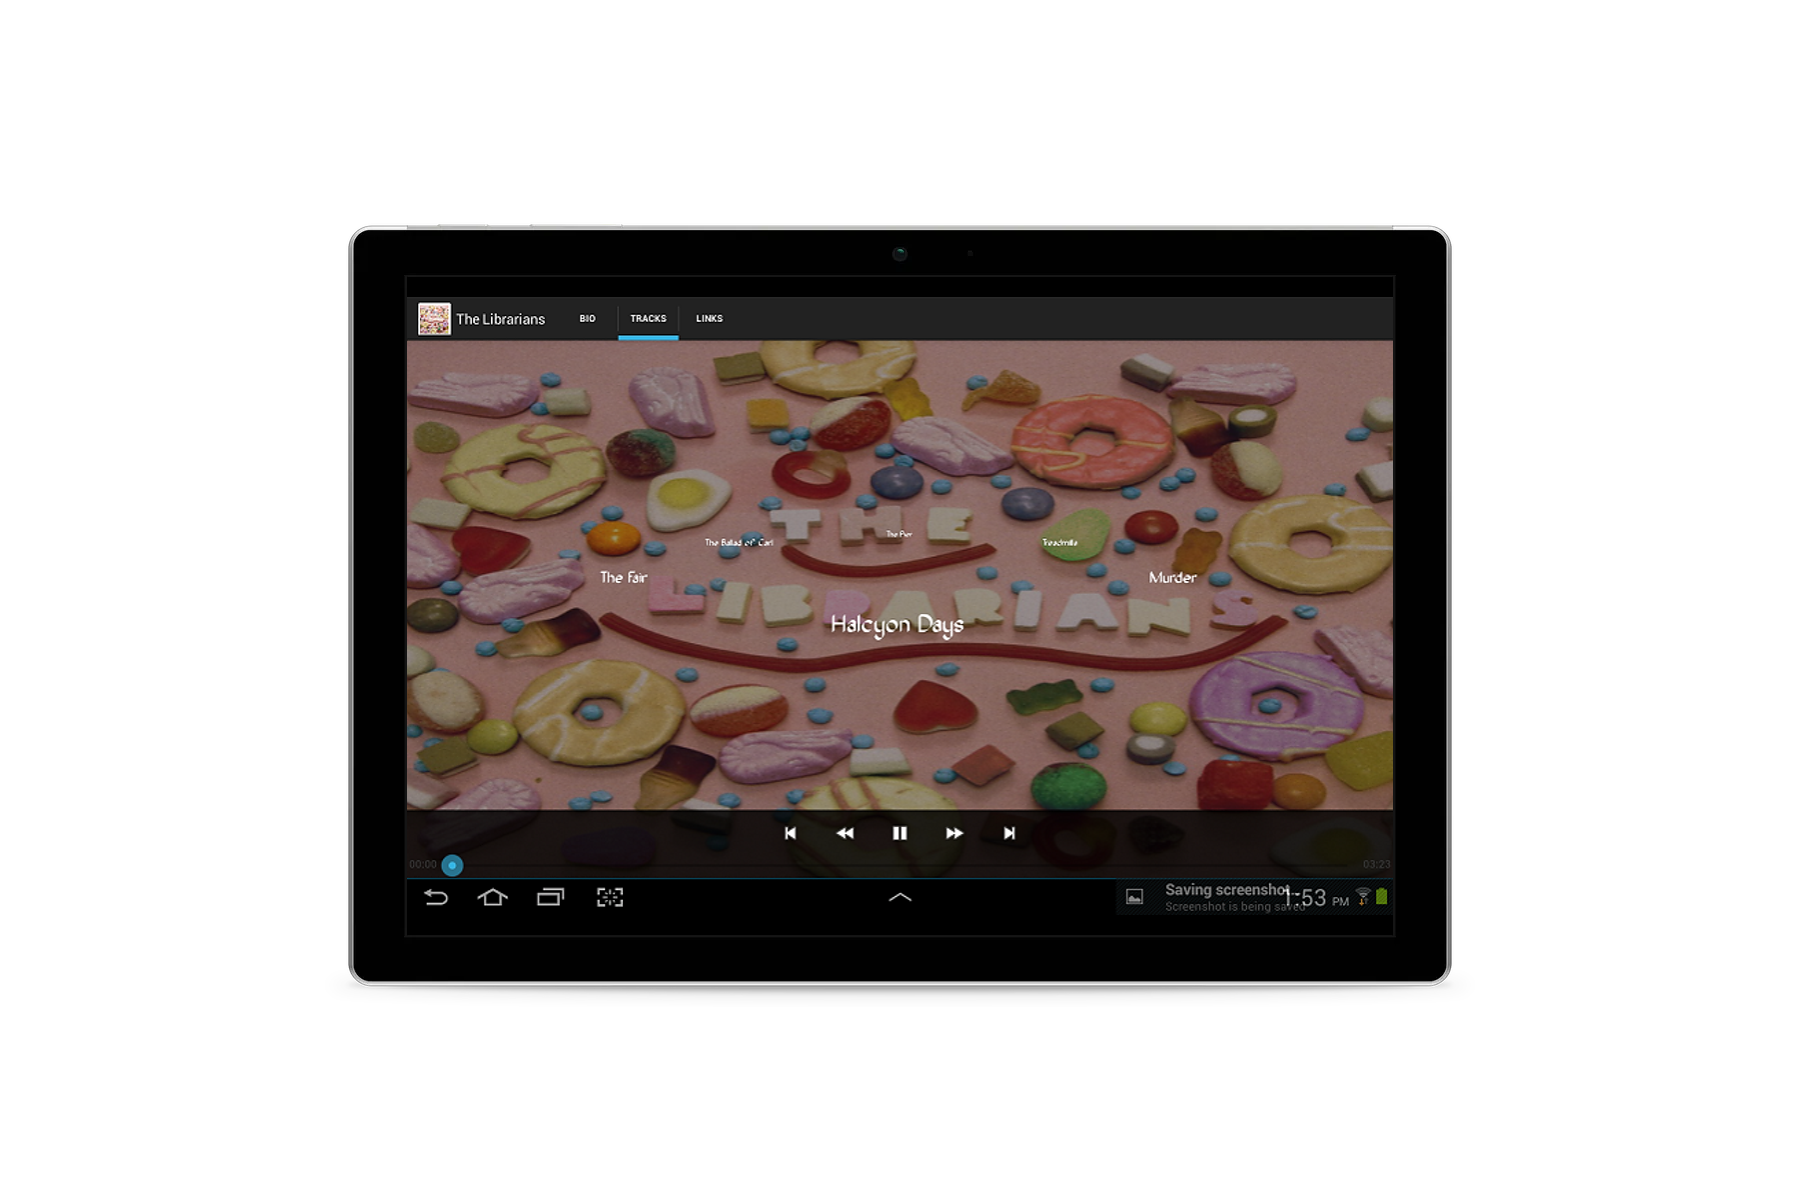 The Librarians
BIO
TRACKS
LINKS
THE
The Ballad of Carl
The Pier
Treadmills
The Fair
Murder
LIBRARIANS
Halcyon Days
00:00
03:23
Saving screenshot...
Screenshot is being saved
1:53 PM